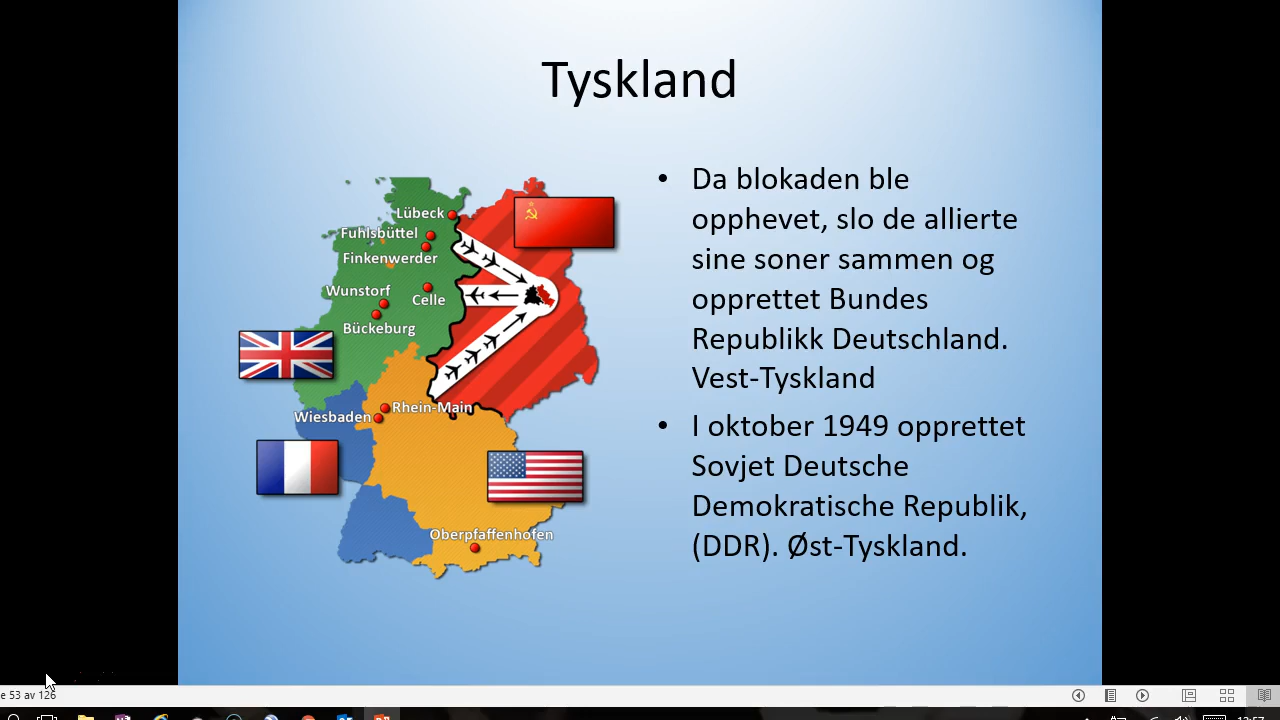 Tyskland
• Da blokaden ble
opphevet, slo de allierte
sine soner sammen og
opprettet Bundes
Republikk Deutschland.
Vest-Tyskland
• I oktober 1949 opprettet
Sovjet Deutsche
Demokratische Republik,
(DDR). Øst-Tyskland.
Lübeck
Fuhlsbüttel
Finkenwerder
Wunstorf
Celle
Bückeburg
Rhein-Main
Wiesbaden
Oberpfaffenhofen
e 53 av 126